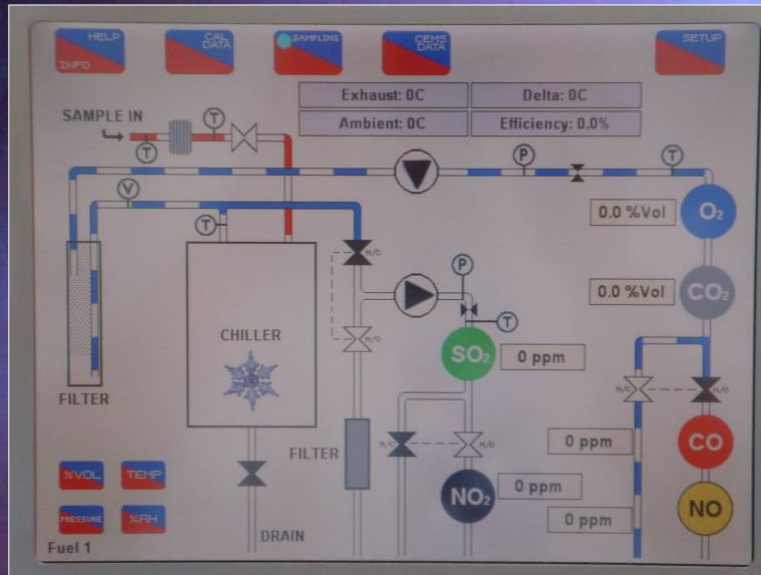 HELP
INFO
CAL
DATA
SAMPLING
CEMS
DATA
SETUP
Exhaust: 0C
Delta: 0C
Ambient: 0C
Efficiency: 0.0%
SAMPLE IN
T
T
P
T
V
T
0.0 %Vol
O₂
M/O
P
0.0 %Vol
CO₂
CHILLER
T
M/O
SO₂
0 ppm
M/O
M/O
FILTER
0 ppm
CO
FILTER
M/O
M/O
%VOL
TEMP
NO₂
0 ppm
0 ppm
NO
PRESSURE
%RH
DRAIN
Fuel 1